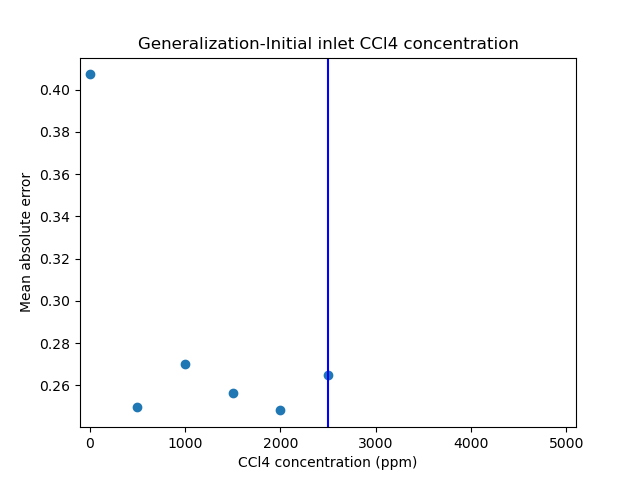 Generalization-Initial inlet CCl4 concentration
0.40
0.38
0.36
0.34
0.32
0.30
0.28
0.26
Mean absolute error
0 1000 2000 3000 4000 5000
CCl4 concentration (ppm)